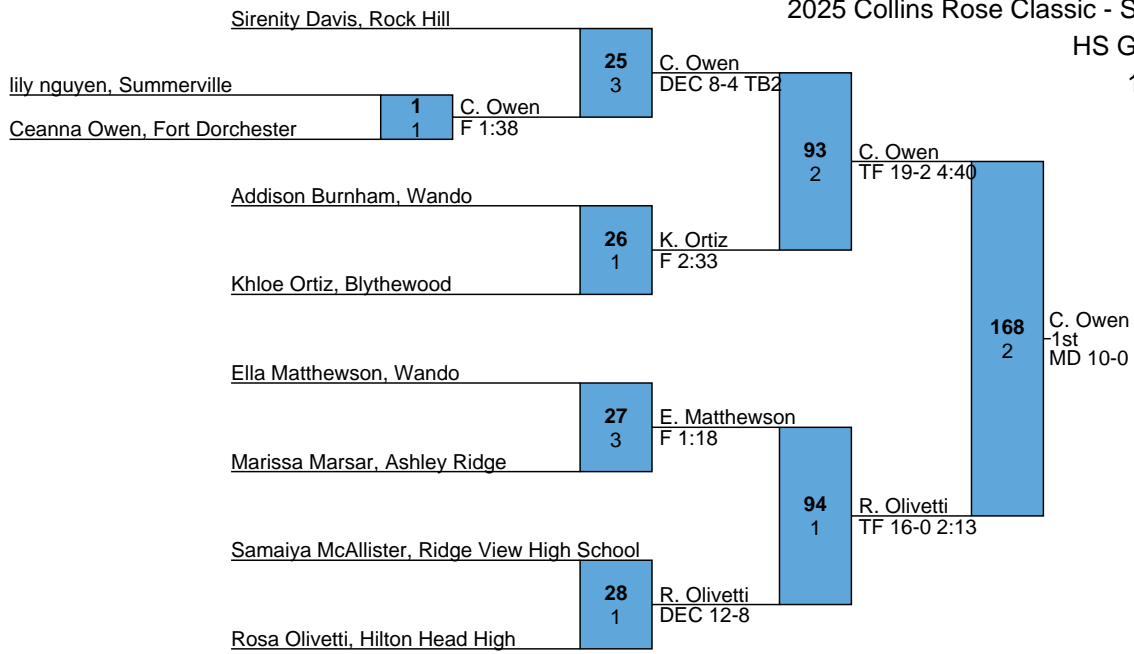 2025 Collins Rose Classic - S
HS G
Sirenity Davis, Rock Hill
25
3
C. Owen
DEC 8-4 TB2
lily nguyen, Summerville
1
1
C. Owen
F 1:38
Ceanna Owen, Fort Dorchester
93
2
C. Owen
TF 19-2 4:40
Addison Burnham, Wando
26
1
K. Ortiz
F 2:33
Khloe Ortiz, Blythewood
168
2
C. Owen
1st
MD 10-0
Ella Matthewson, Wando
27
3
E. Matthewson
F 1:18
Marissa Marsar, Ashley Ridge
94
1
R. Olivetti
TF 16-0 2:13
Samaiya McAllister, Ridge View High School
28
1
R. Olivetti
DEC 12-8
Rosa Olivetti, Hilton Head High